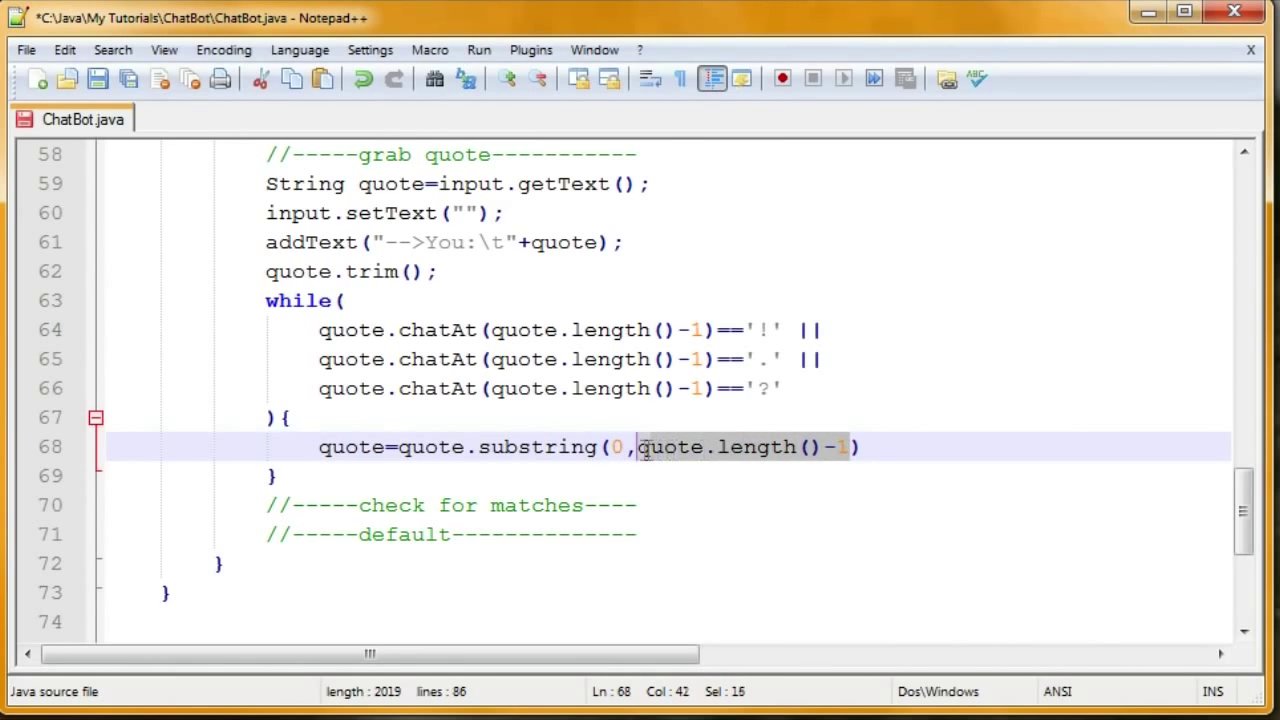 *C:\Java\My Tutorials\ChatBot\ChatBot.java - Notepad++
File Edit Search View Encoding Language Settings Macro Run Plugins Window ? X
ABC
ChatBot.java
58 //-----grab quote-----------
59 String quote=input.getText();
60 input.setText("");
61 addText("-->You:\t"+quote);
62 quote.trim();
63 while(
64 quote.chatAt(quote.length()-1)=='!' ||
65 quote.chatAt(quote.length()-1)=='.' ||
66 quote.chatAt(quote.length()-1)=='?'
67 ){
68 quote=quote.substring(0,quote.length()-1)
69 }
70 //-----check for matches----
71 //-----default--------------
72 }
73 }
74
Java source file length : 2019 lines : 86 Ln : 68 Col : 42 Sel : 16 Dos\Windows ANSI INS